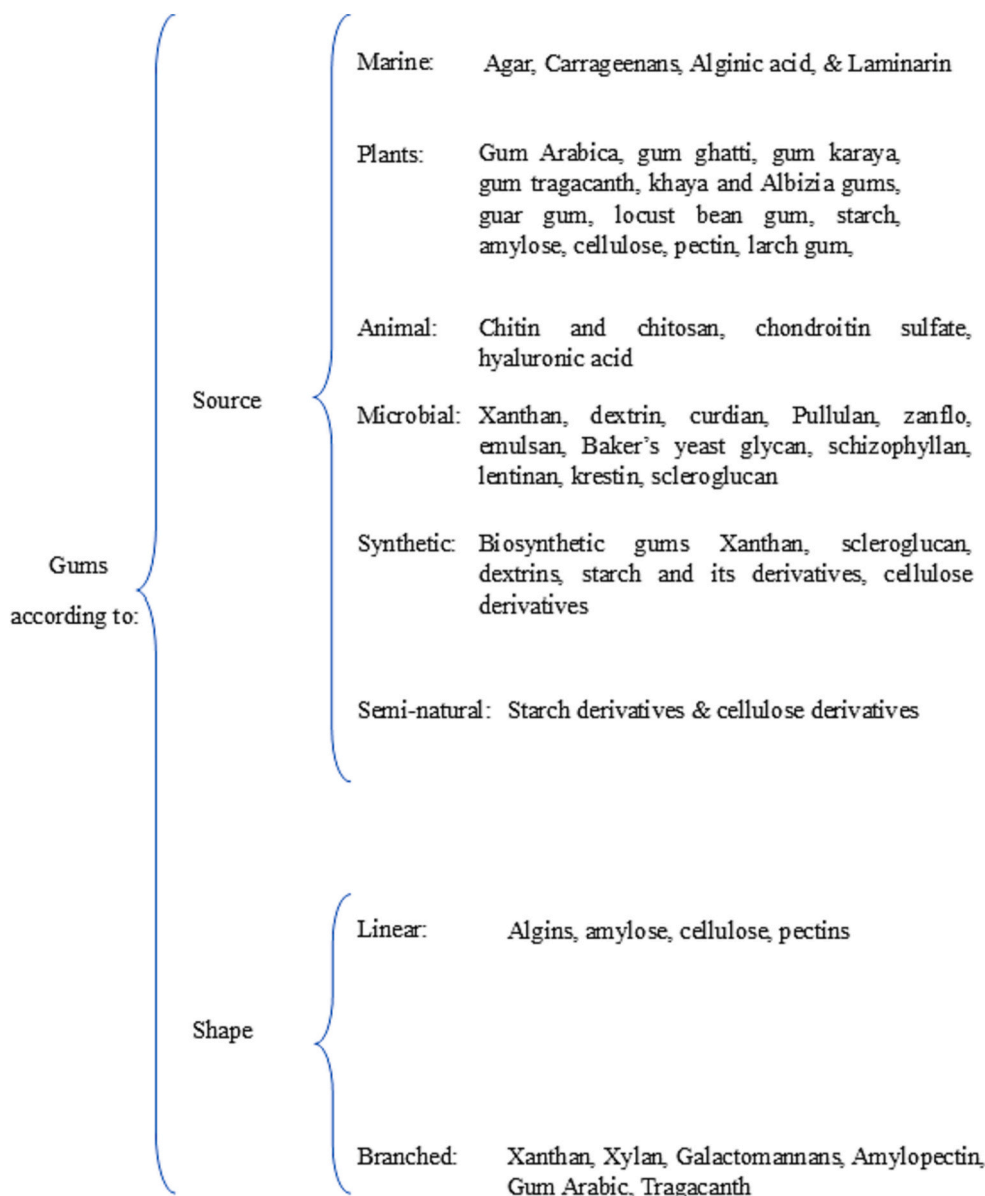 Marine: Agar, Carrageenans, Alginic acid, & Laminarin
Plants: Gum Arabica, gum ghatti, gum karaya,
gum tragacanth, khaya and Albizia gums,
guar gum, locust bean gum, starch,
amylose, cellulose, pectin, larch gum,
Animal: Chitin and chitosan, chondroitin sulfate,
hyaluronic acid
Source
Microbial: Xanthan, dextrin, curdian, Pullulan, zanflo,
emulsan, Baker's yeast glycan, schizophyllan,
lentinan, krestin, scleroglucan
Synthetic: Biosynthetic gums Xanthan, scleroglucan,
dextrins, starch and its derivatives, cellulose
derivatives
Gums
according to:
Semi-natural: Starch derivatives & cellulose derivatives
Linear: Algins, amylose, cellulose, pectins
Shape
Branched: Xanthan, Xylan, Galactomannans, Amylopectin,
Gum Arabic, Tragacanth